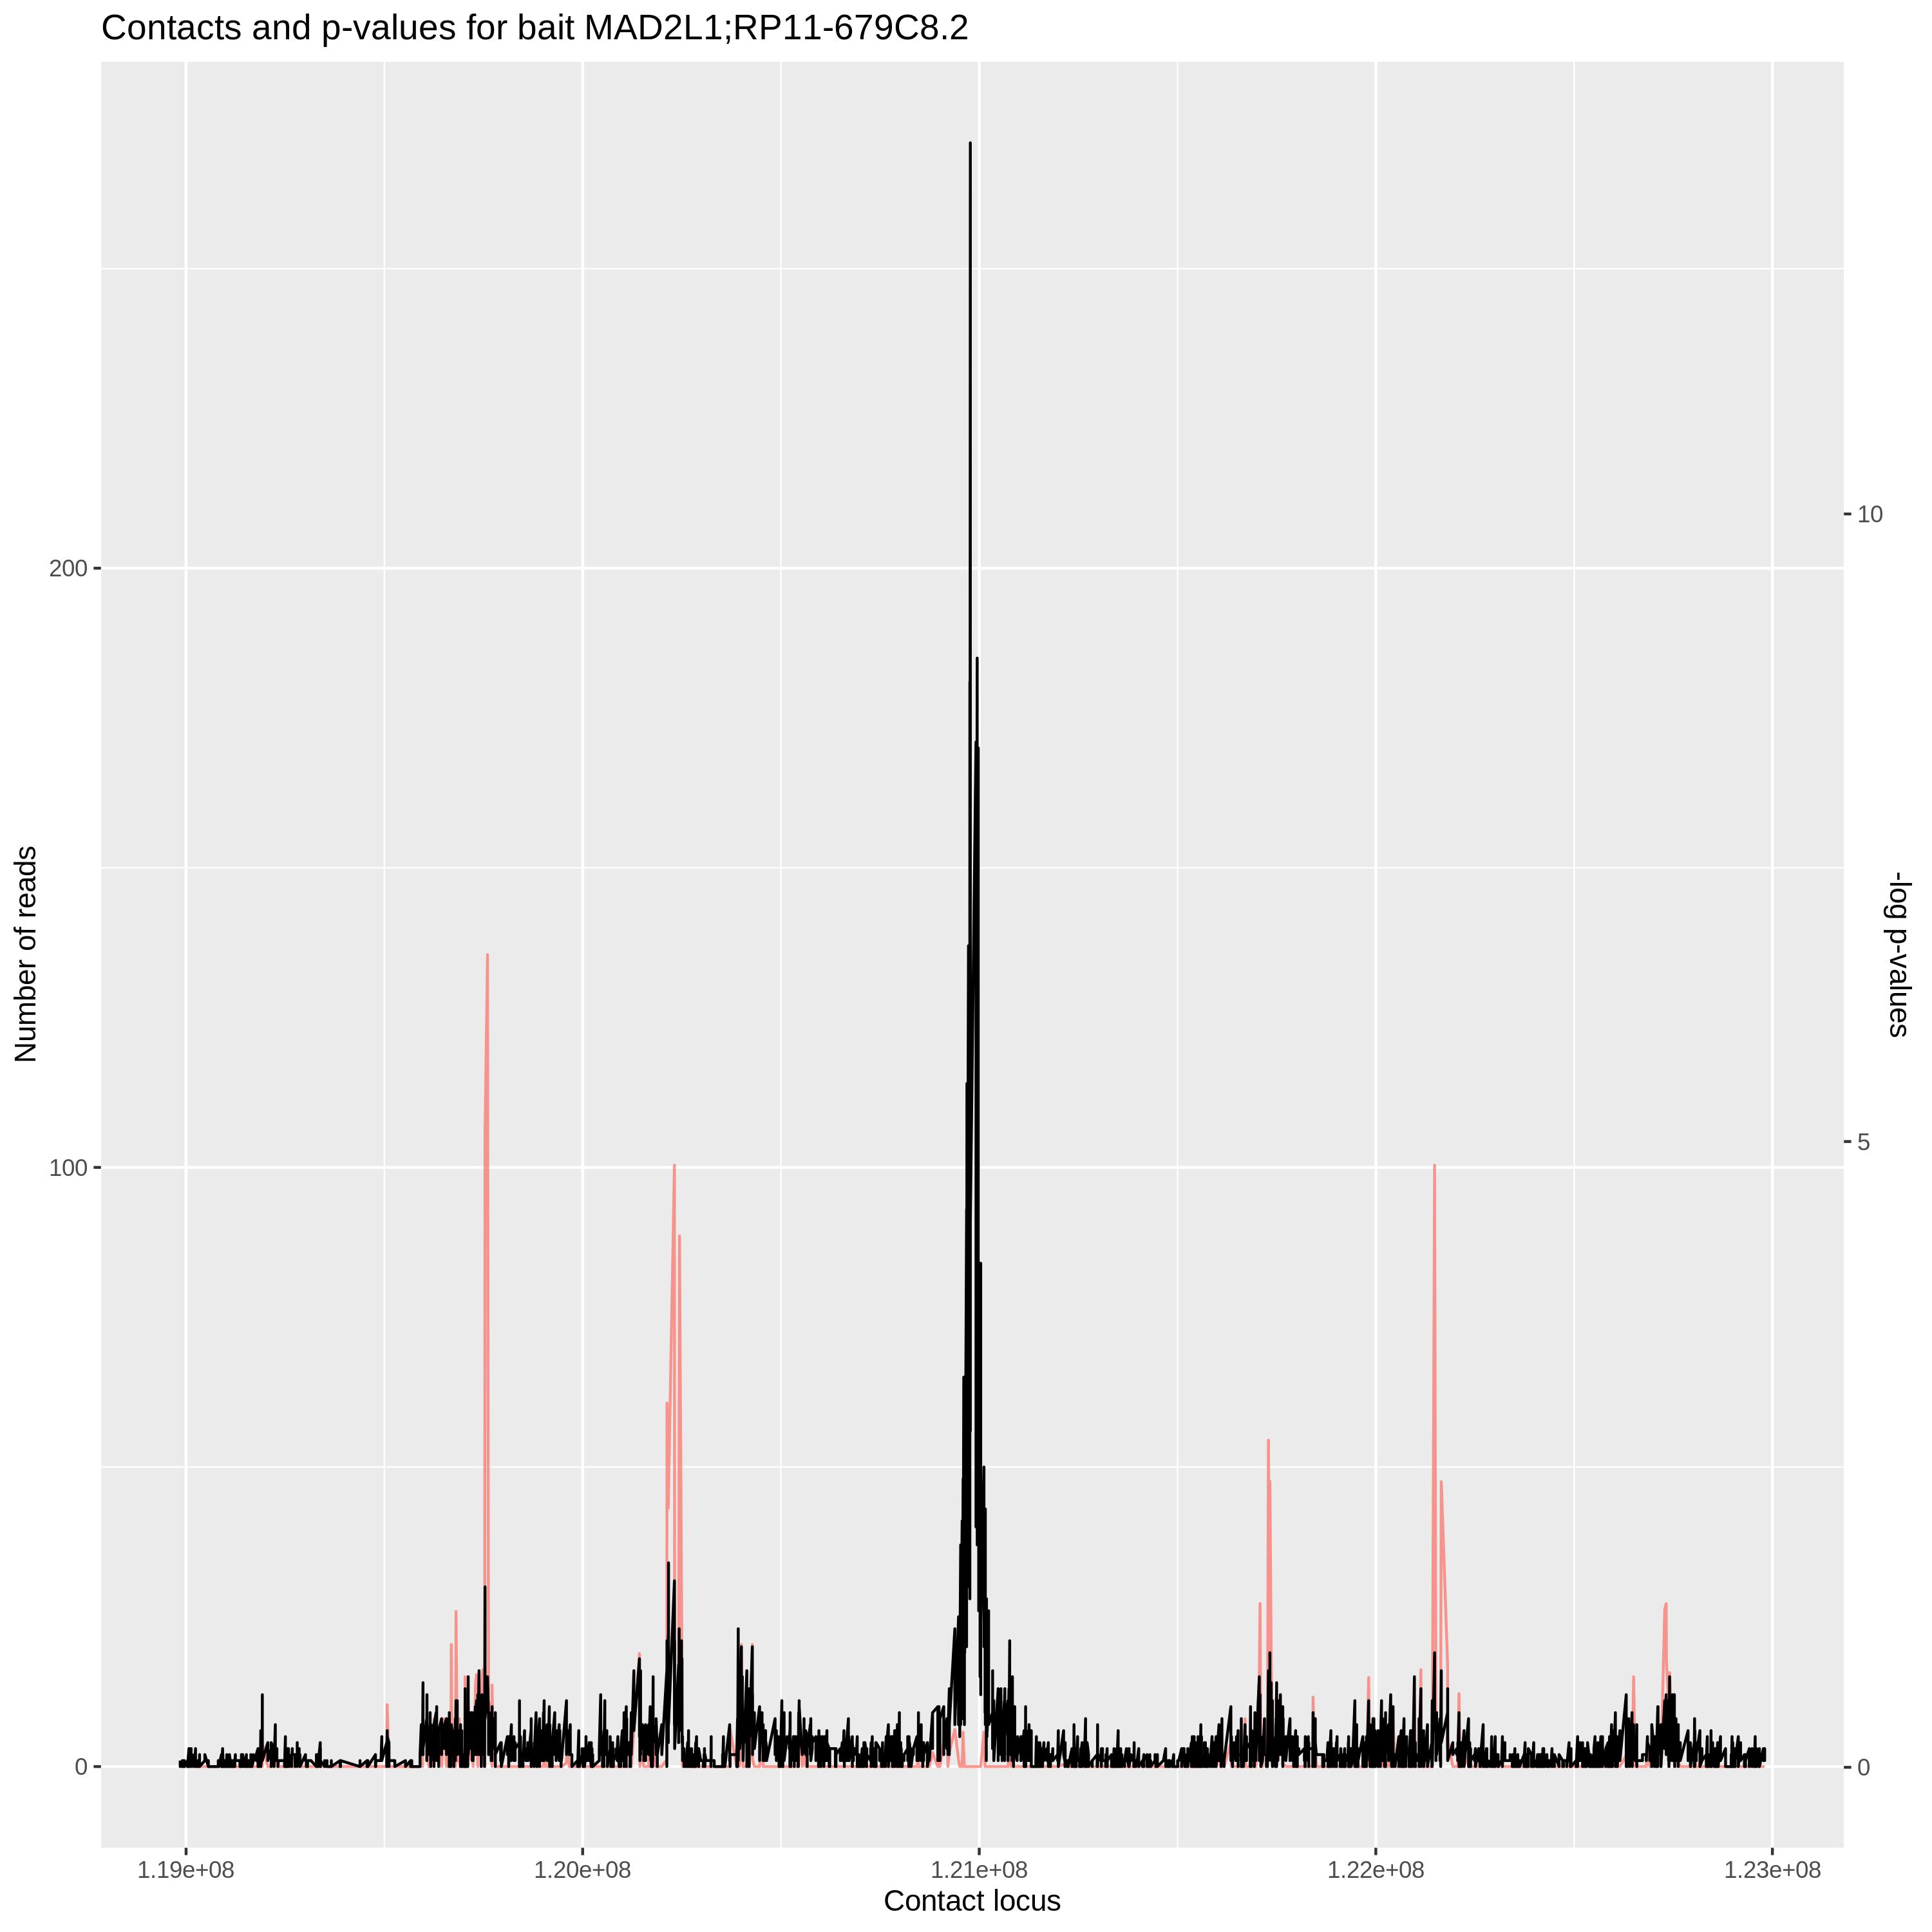 Contacts and p-values for bait MAD2L1;RP11-679C8.2
Number of reads
200
100
0
10
5
0
-log p-values
1.19e+08 1.20e+08 1.21e+08 1.22e+08 1.23e+08
Contact locus